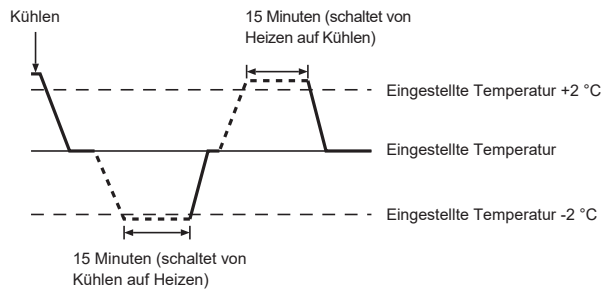 Kühlen
15 Minuten (schaltet von
Heizen auf Kühlen)
Eingestellte Temperatur +2 °C
Eingestellte Temperatur
Eingestellte Temperatur -2 °C
15 Minuten (schaltet von
Kühlen auf Heizen)